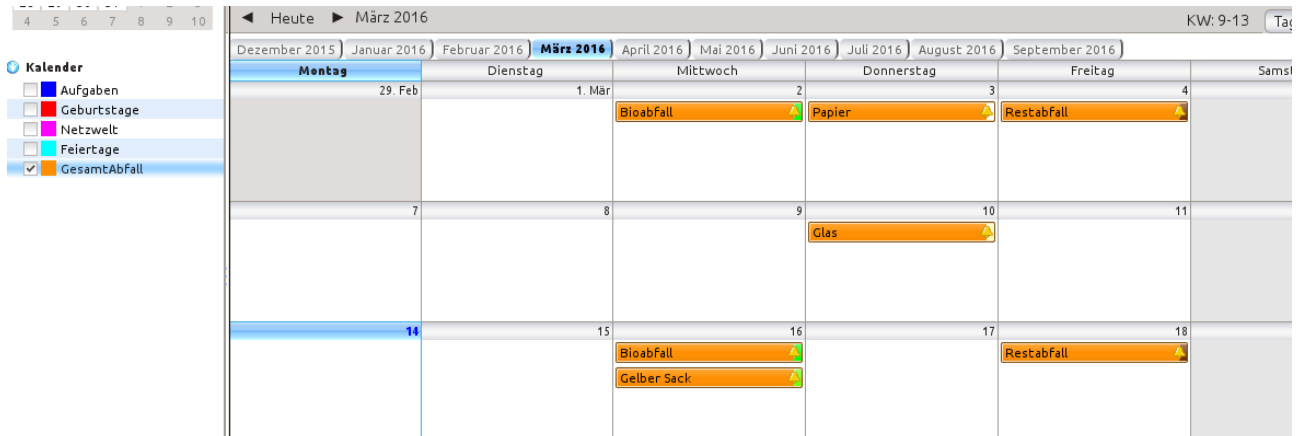 4 5 6 7 8 9 10
Kalender
Aufgaben
Geburtstage
Netzwelt
Feiertage
GesamtAbfall
◄ Heute ► März 2016
KW: 9-13
Dezember 2015 Januar 2016 Februar 2016 März 2016 April 2016 Mai 2016 Juni 2016 Juli 2016 August 2016 September 2016
Montag Dienstag Mittwoch Donnerstag Freitag
29. Feb 1. Mär 2 3 4
Bioabfall Papier Restabfall
7 8 9 10 11
Glas
14 15 16 17 18
Bioabfall Restabfall
Gelber Sack